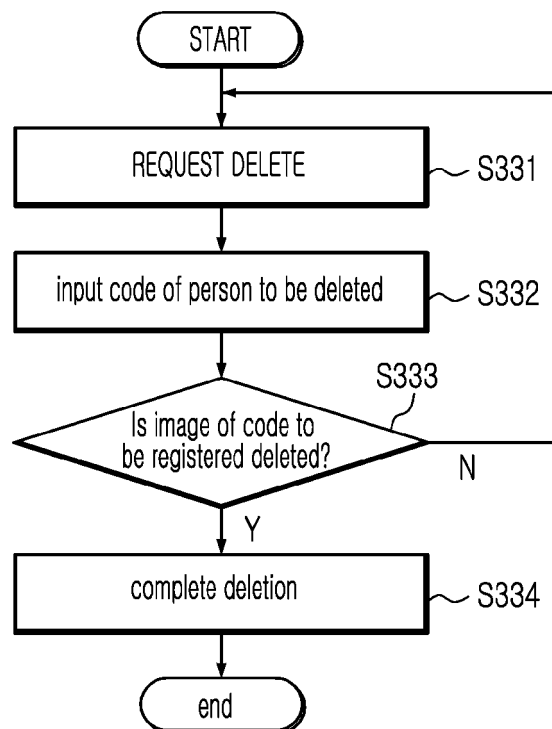 START
REQUEST DELETE
S331
input code of person to be deleted
S332
S333
Is image of code to
be registered deleted?
N
Y
complete deletion
S334
end